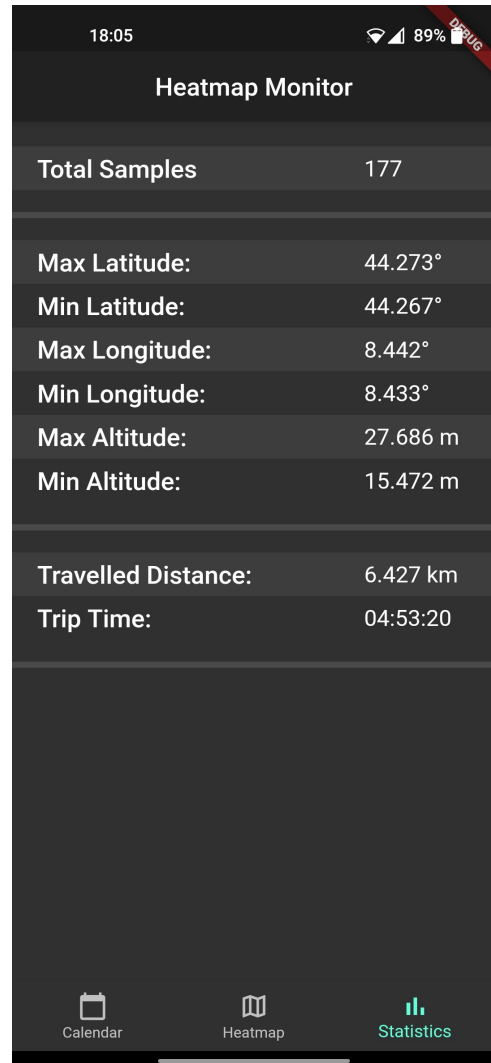 18:05 89%
DEBUG
Heatmap Monitor
Total Samples 177
Max Latitude: 44.273°
Min Latitude: 44.267°
Max Longitude: 8.442°
Min Longitude: 8.433°
Max Altitude: 27.686 m
Min Altitude: 15.472 m
Travelled Distance: 6.427 km
Trip Time: 04:53:20
Calendar Heatmap Statistics